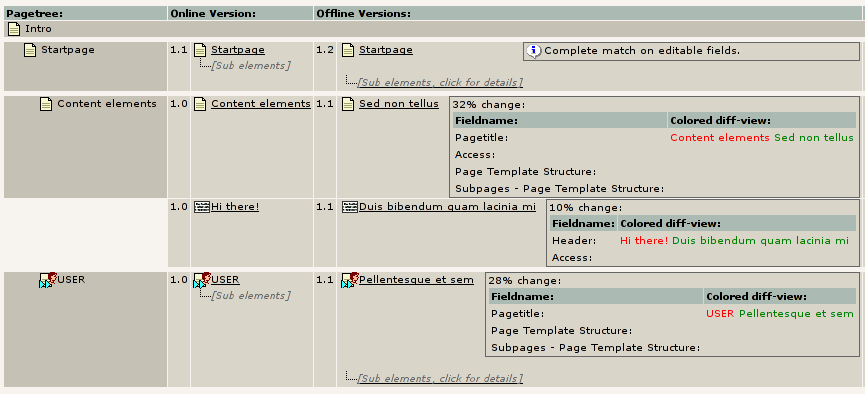 Pagetree: Online Version: Offline Versions:
Intro
Startpage 1.1 Startpage 1.2 Startpage Complete match on editable fields.
[Sub elements]
[Sub elements, click for details]
Content elements 1.0 Content elements 1.1 Sed non tellus 32% change:
Fieldname: Colored diff-view:
Pagetitle: Content elements Sed non tellus
Access:
Page Template Structure:
Subpages - Page Template Structure:
1.0 Hi there! 1.1 Duis bibendum quam lacinia mi 10% change:
Fieldname: Colored diff-view:
Header: Hi there! Duis bibendum quam lacinia mi
Access:
USER 1.0 USER 1.1 Pellentesque et sem 28% change:
[Sub elements] Fieldname: Colored diff-view:
Pagetitle: USER Pellentesque et sem
Page Template Structure:
Subpages - Page Template Structure:
[Sub elements, click for details]